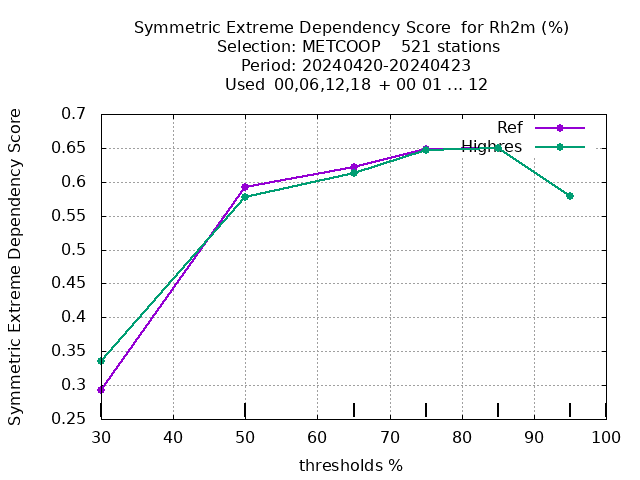 Symmetric Extreme Dependency Score for Rh2m (%)
Selection: METCOOP 521 stations
Period: 20240420-20240423
Used 00,06,12,18 + 00 01 ... 12
Symmetric Extreme Dependency Score
0.7
0.65
0.6
0.55
0.5
0.45
0.4
0.35
0.3
0.25
Ref
Highres
30 40 50 60 70 80 90 100
thresholds %